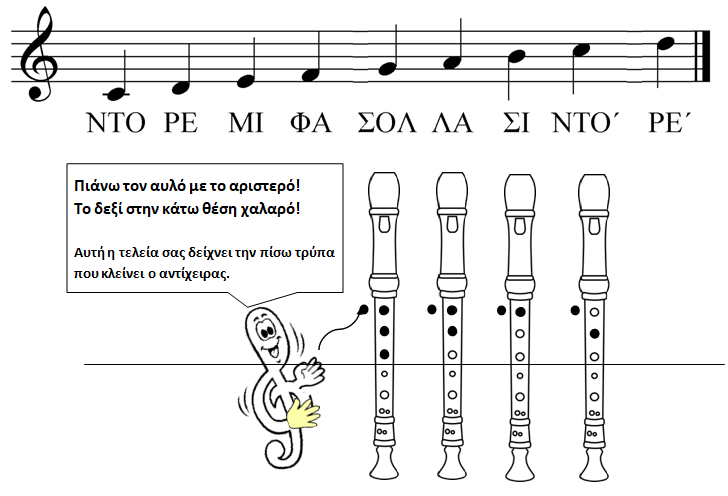 ΝΤΟ ΡΕ ΜΙ ΦΑ ΣΟΛ ΛΑ ΣΙ ΝΤΟ΄ ΡΕ΄
Πιάνω τον αυλό με το αριστερό!
Το δεξί στην κάτω θέση χαλαρό!
Αυτή η τελεία σας δείχνει την πίσω τρύπα
που κλείνει ο αντίχειρας.